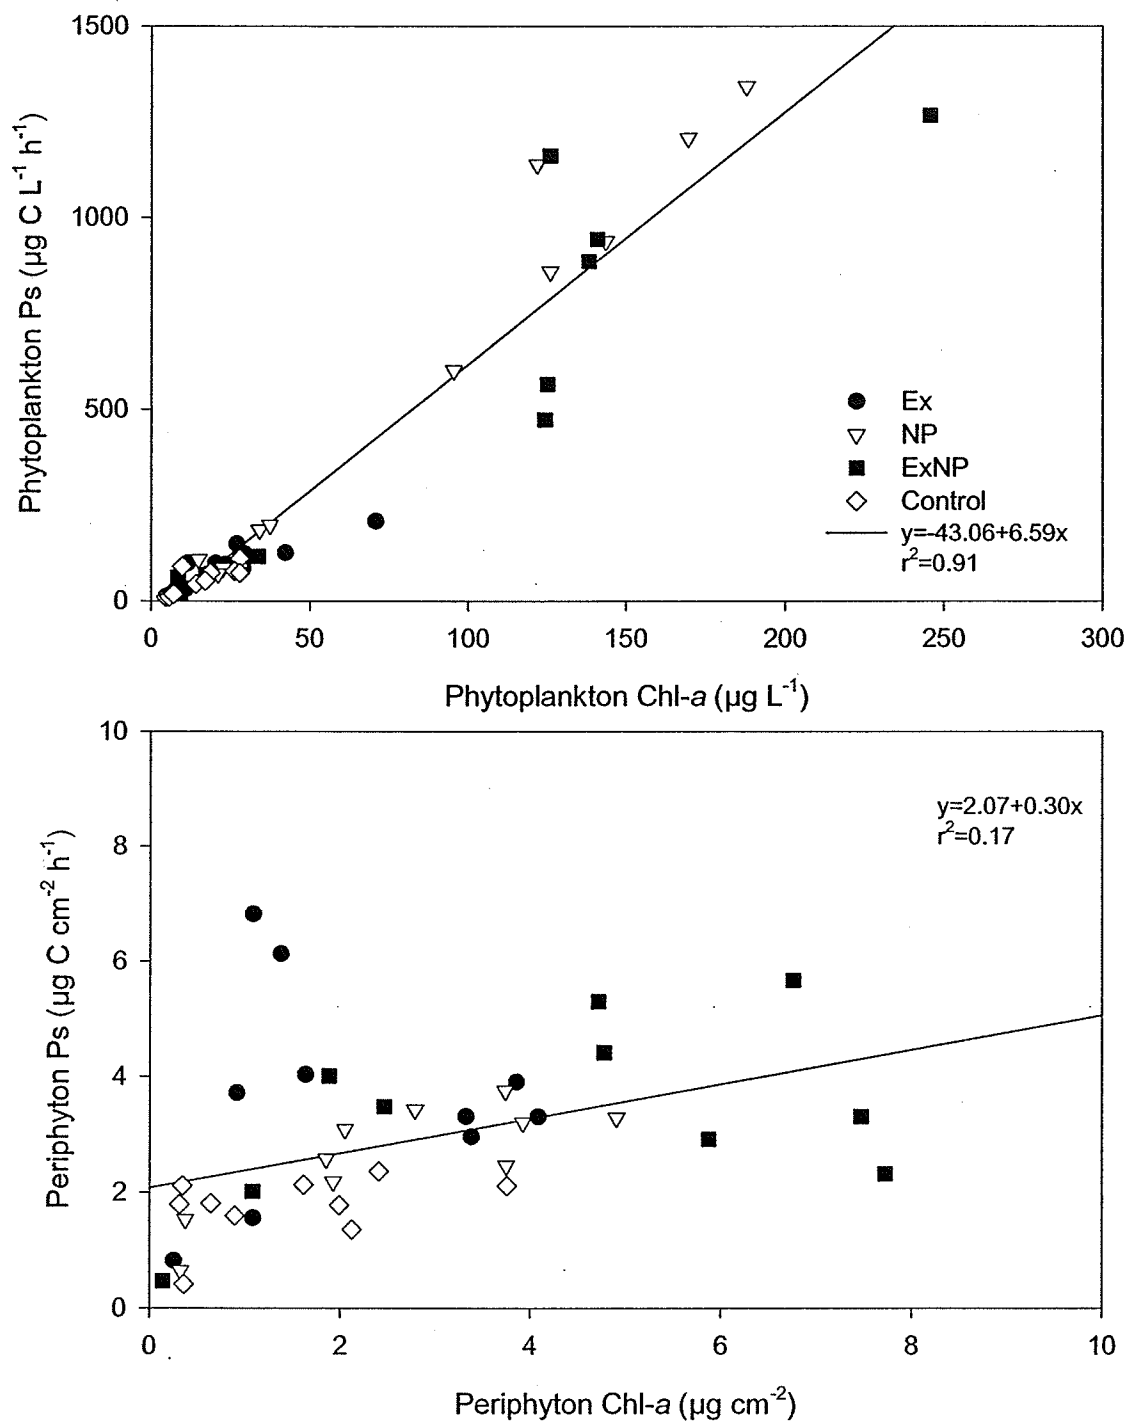 1500
1000
500
0
Phytoplankton Ps (µg C L⁻¹ h⁻¹)
Ex
NP
ExNP
Control
y=-43.06+6.59x
r²=0.91
0 50 100 150 200 250 300
Phytoplankton Chl-a (µg L⁻¹)
10
8
6
4
2
0
Periphyton Ps (µg C cm⁻² h⁻¹)
y=2.07+0.30x
r²=0.17
0 2 4 6 8 10
Periphyton Chl-a (µg cm⁻²)